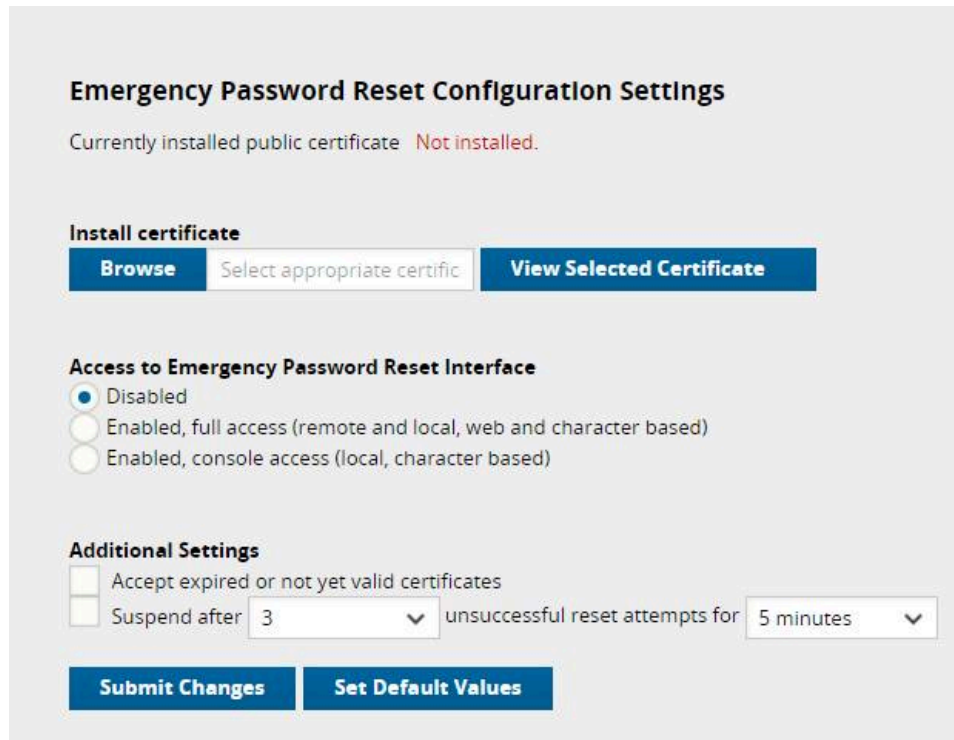 Emergency Password Reset Configuration Settings
Currently installed public certificate Not installed.
Install certificate
Browse Select appropriate certific View Selected Certificate
Access to Emergency Password Reset Interface
Disabled
Enabled, full access (remote and local, web and character based)
Enabled, console access (local, character based)
Additional Settings
Accept expired or not yet valid certificates
Suspend after 3 unsuccessful reset attempts for 5 minutes
Submit Changes Set Default Values